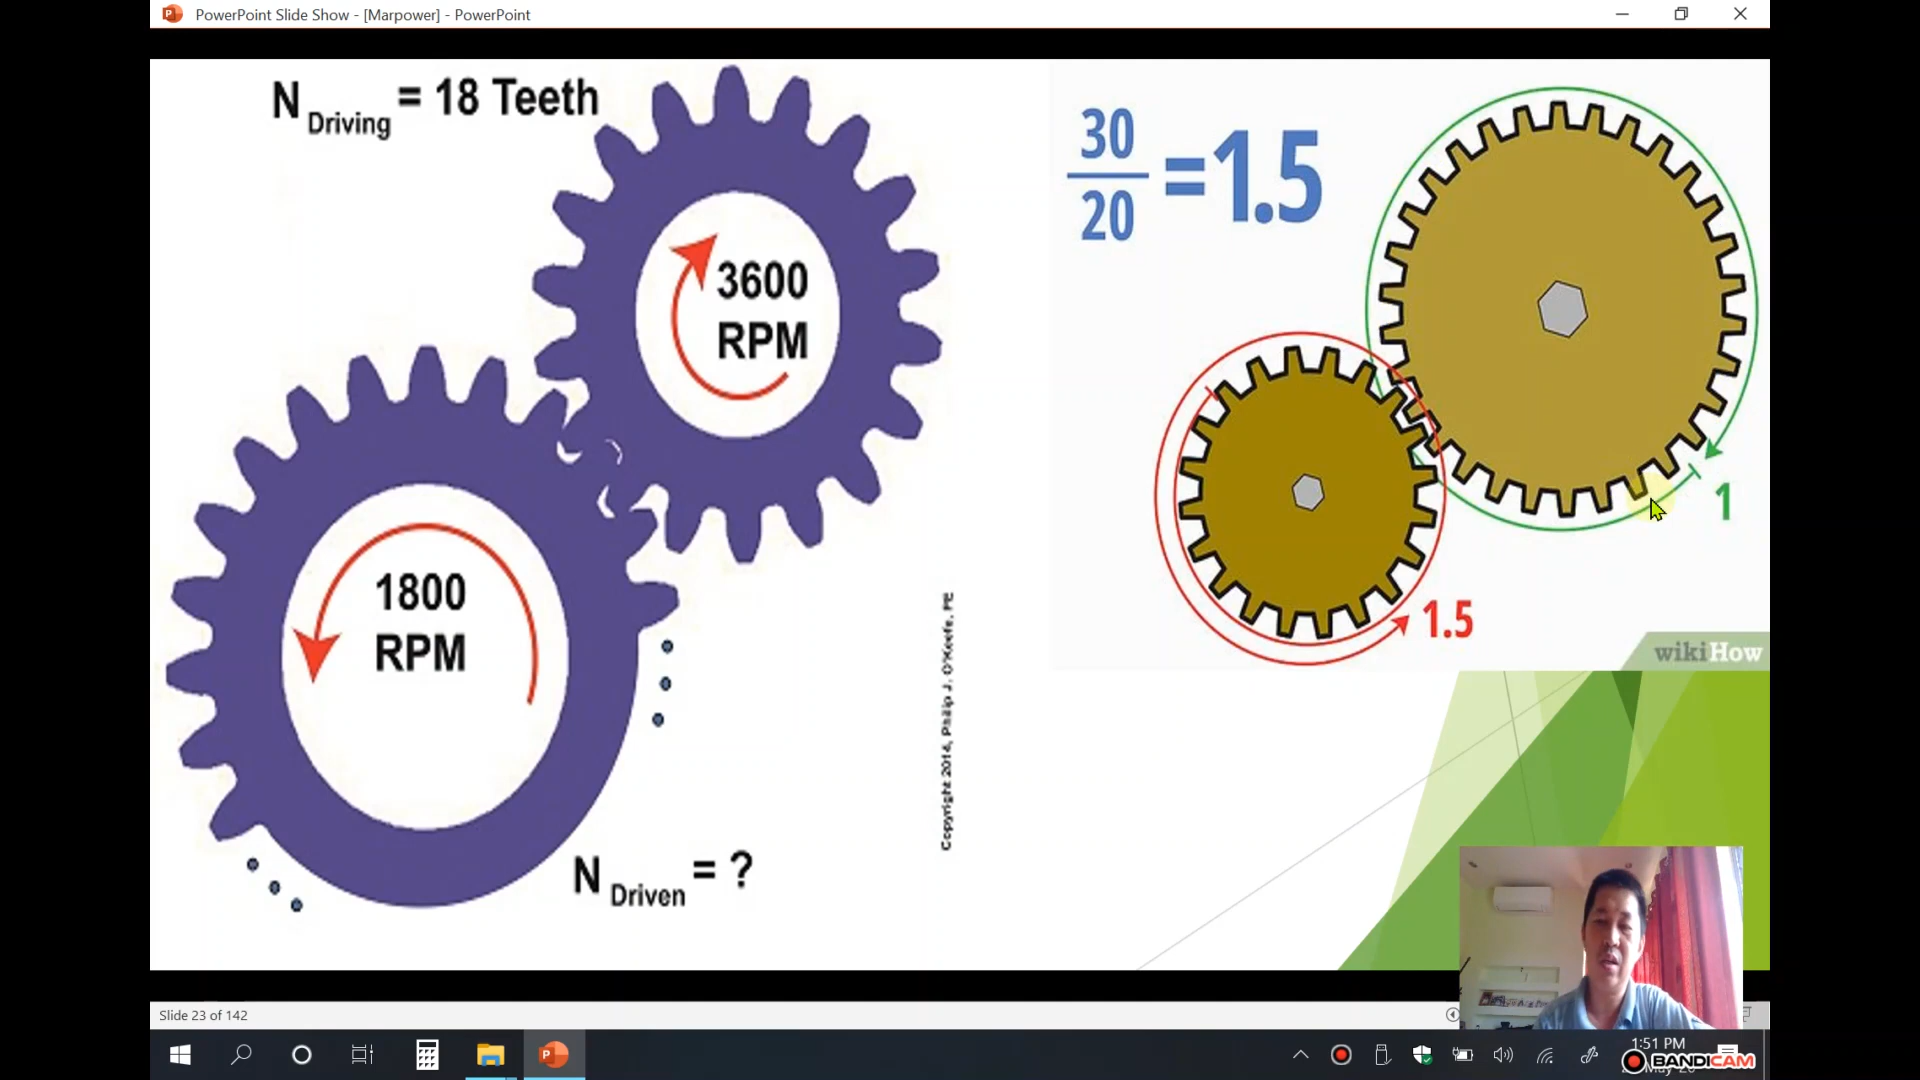 PowerPoint Slide Show - [Marpower] - PowerPoint
N Driving = 18 Teeth
3600
RPM
1800
RPM
N Driven = ?
Copyright 2014, Philip J. O'Keefe, PE
30
20
=1.5
1
1.5
wikiHow
Slide 23 of 142
1:51 PM
BANDICAM